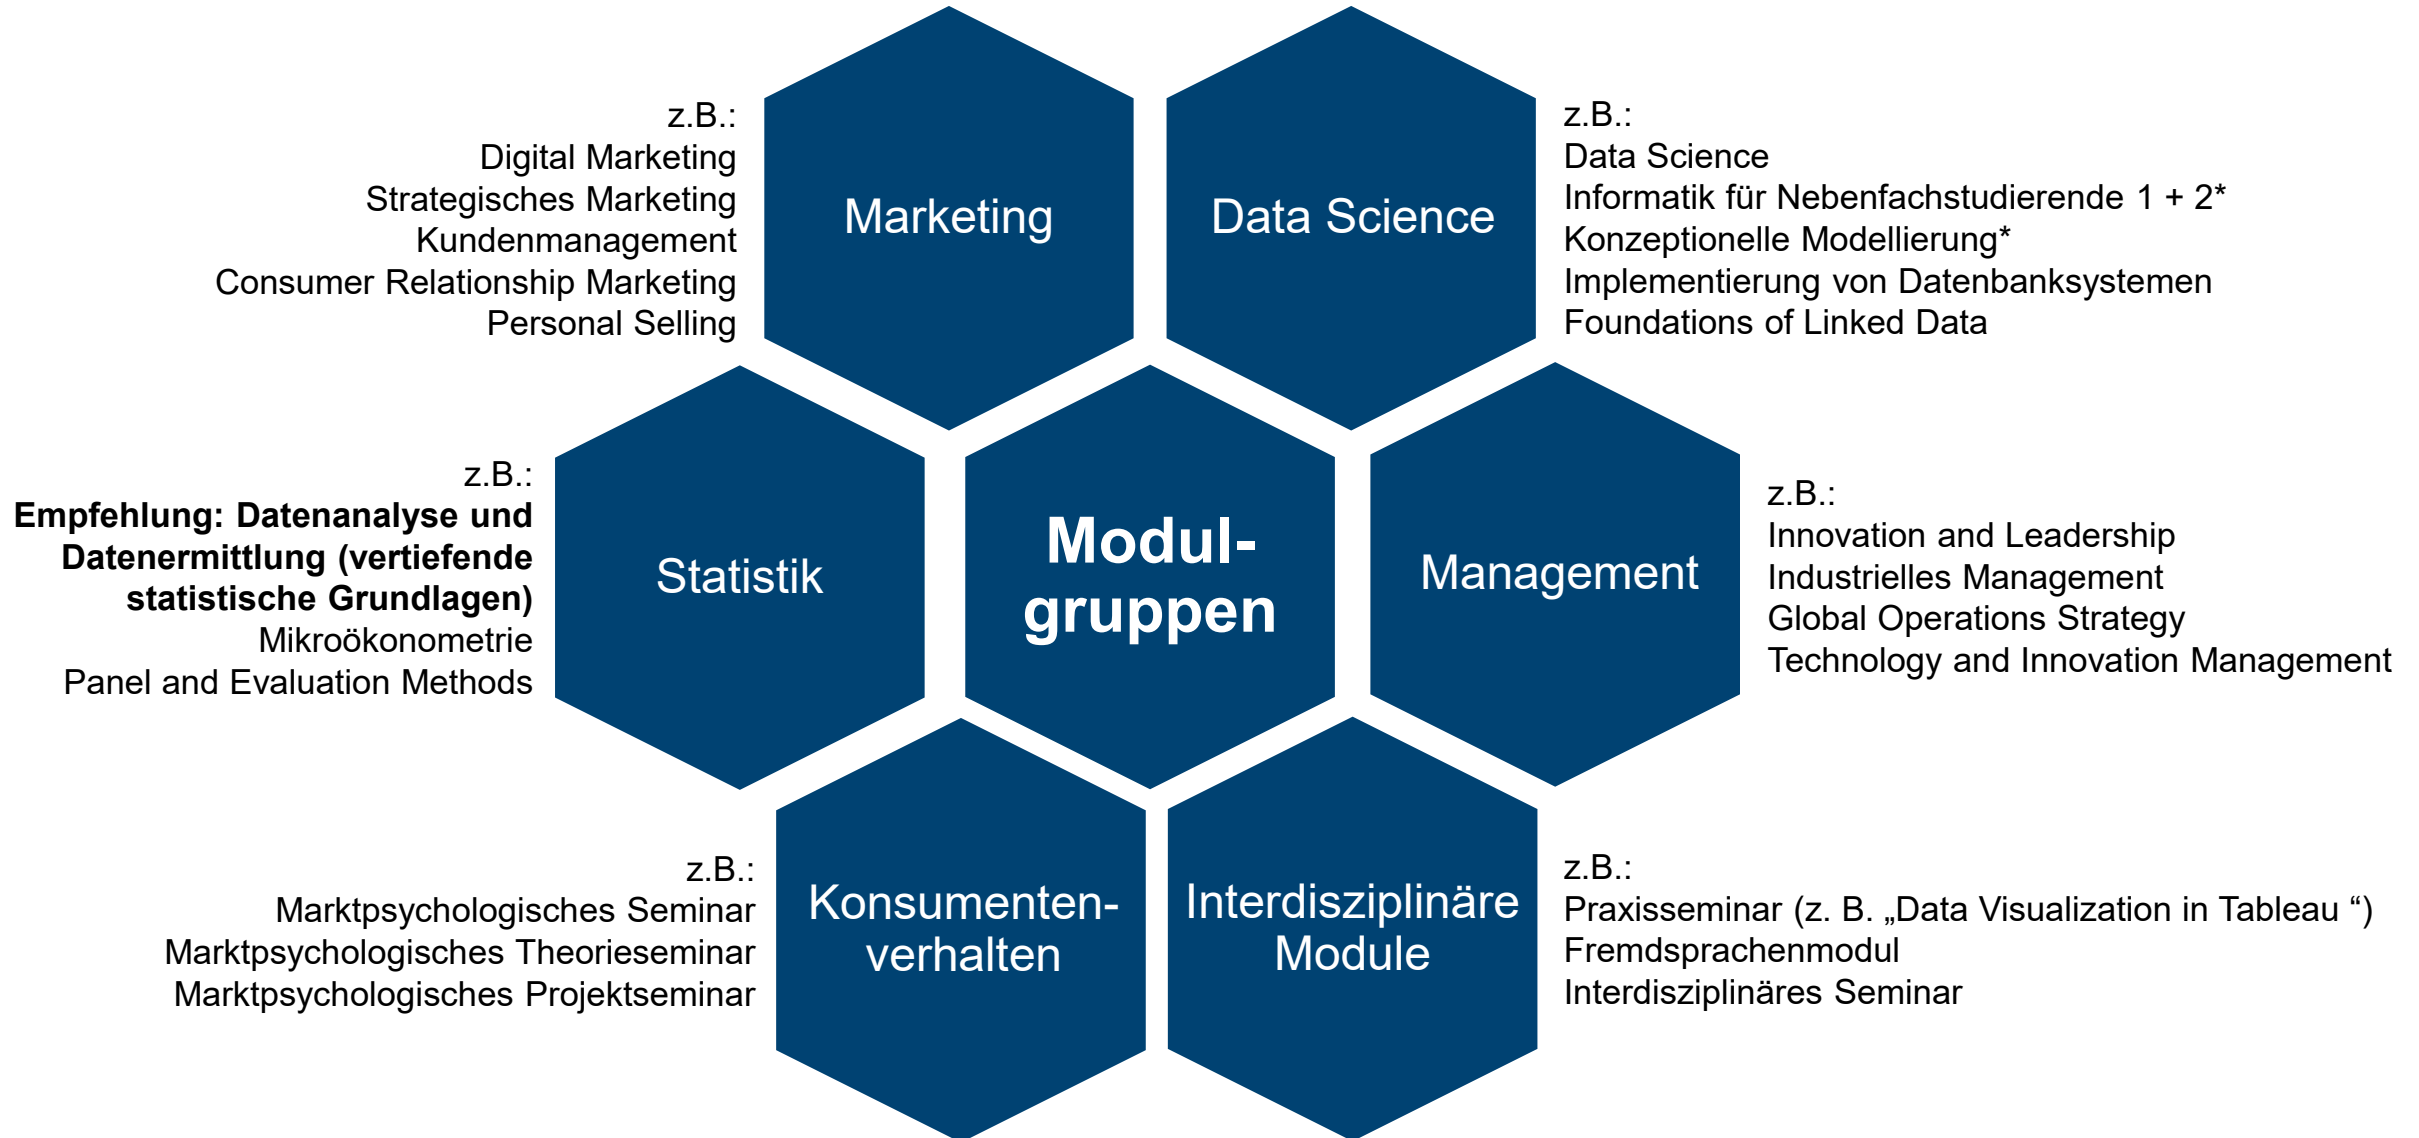 z.B.:
Digital Marketing
Strategisches Marketing
Kundenmanagement
Consumer Relationship Marketing
Personal Selling
Marketing
Data Science
z.B.:
Data Science
Informatik für Nebenfachstudierende 1 + 2*
Konzeptionelle Modellierung*
Implementierung von Datenbanksystemen
Foundations of Linked Data
z.B.:
Empfehlung: Datenanalyse und
Datenermittlung (vertiefende
statistische Grundlagen)
Mikroökonometrie
Panel and Evaluation Methods
Statistik
Modul-
gruppen
Management
z.B.:
Innovation and Leadership
Industrielles Management
Global Operations Strategy
Technology and Innovation Management
z.B.:
Marktpsychologisches Seminar
Marktpsychologisches Theorieseminar
Marktpsychologisches Projektseminar
Konsumenten-
verhalten
Interdisziplinäre
Module
z.B.:
Praxisseminar (z. B. „Data Visualization in Tableau “)
Fremdsprachenmodul
Interdisziplinäres Seminar